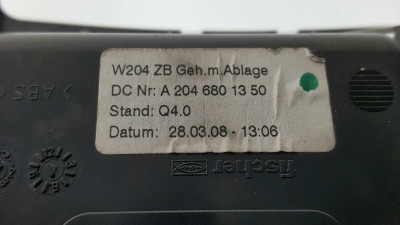 W204 ZB Geh.m.Ablage
DC Nr: A 204 680 13 50
Stand: Q4.0
Datum: 28.03.08 - 13:06
>ABS<
fischer